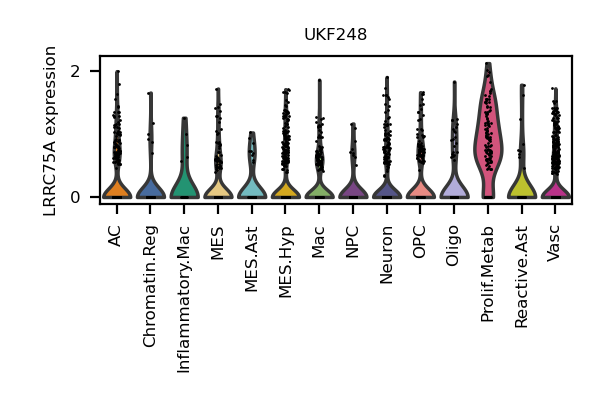 UKF248
LRRC75A expression
2
0
AC
Chromatin.Reg
Inflammatory.Mac
MES
MES.Ast
MES.Hyp
Mac
NPC
Neuron
OPC
Oligo
Prolif.Metab
Reactive.Ast
Vasc